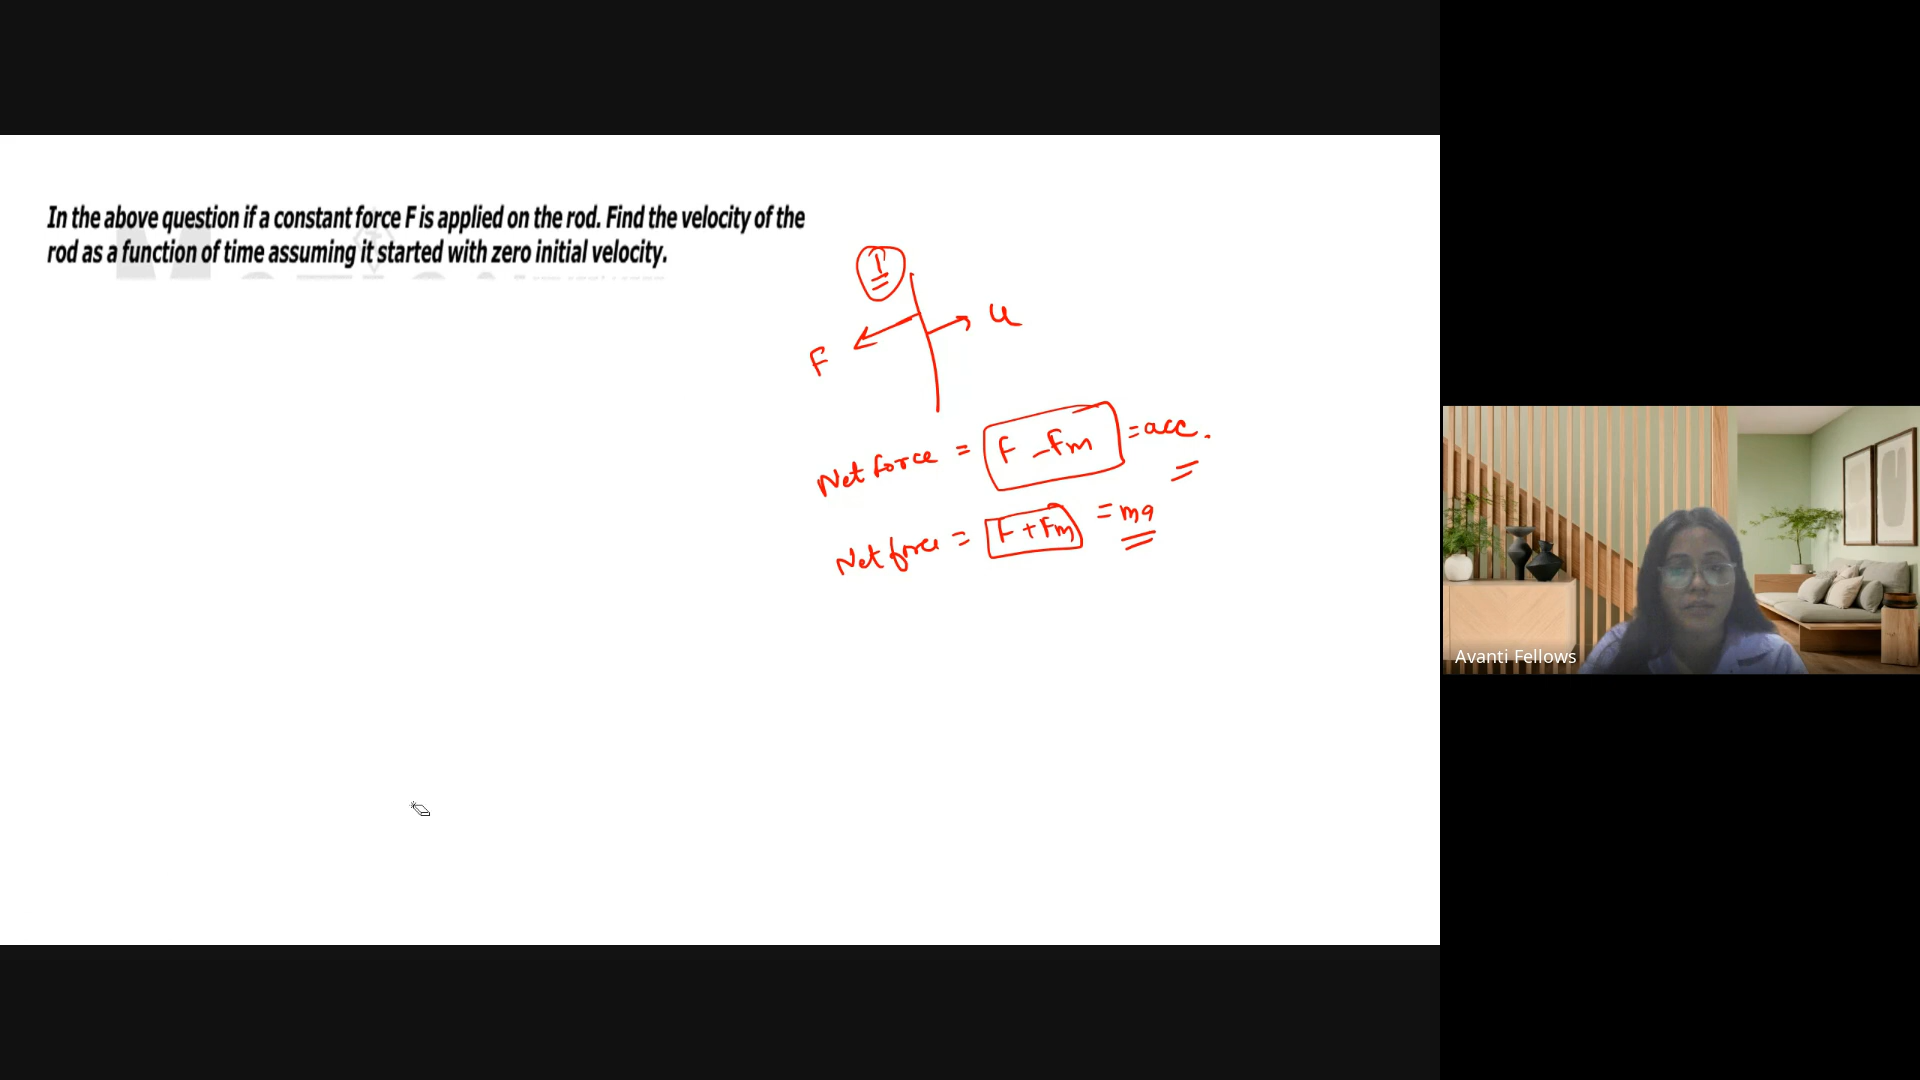 In the above question if a constant force F is applied on the rod. Find the velocity of the
rod as a function of time assuming it started with zero initial velocity.
I
u
F
Net force = F - Fm = acc.
Net force = F + Fm = ma
Avanti Fellows